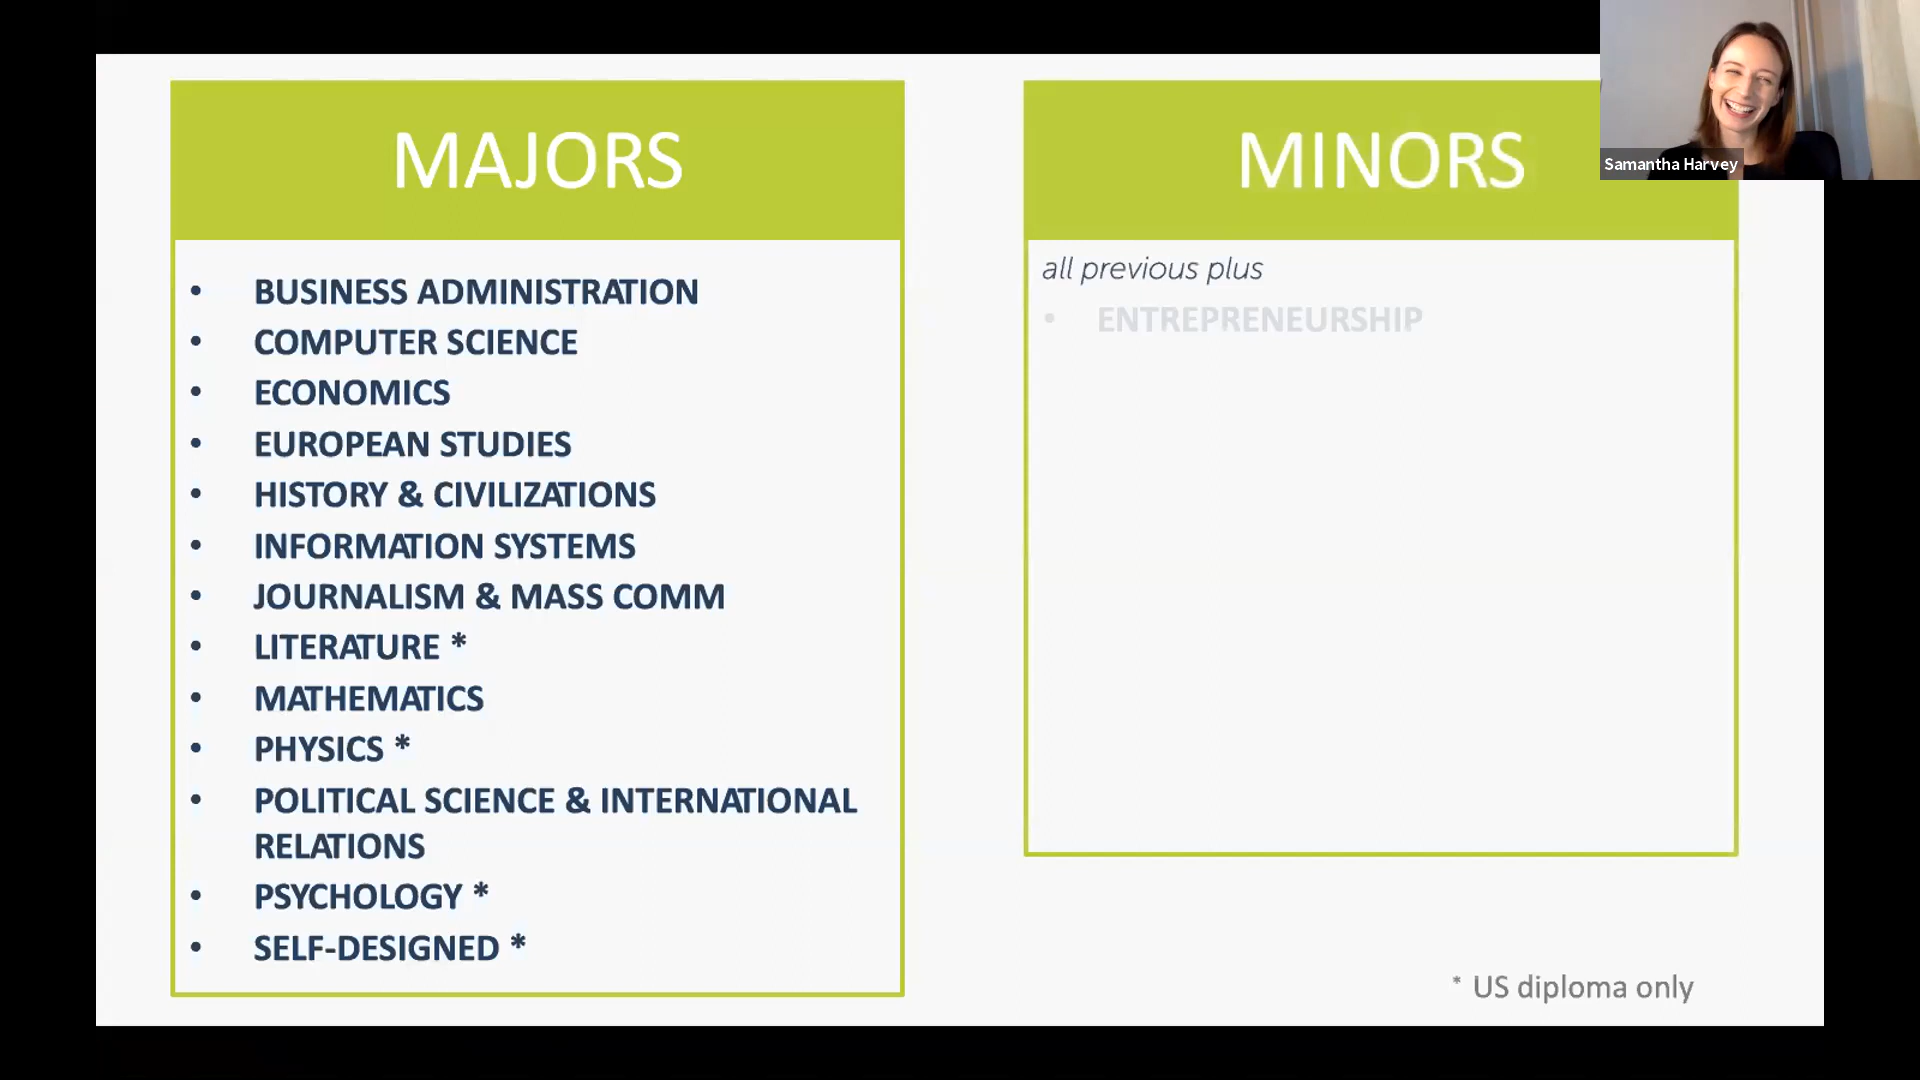 MAJORS
• BUSINESS ADMINISTRATION
• COMPUTER SCIENCE
• ECONOMICS
• EUROPEAN STUDIES
• HISTORY & CIVILIZATIONS
• INFORMATION SYSTEMS
• JOURNALISM & MASS COMM
• LITERATURE *
• MATHEMATICS
• PHYSICS *
• POLITICAL SCIENCE & INTERNATIONAL
RELATIONS
• PSYCHOLOGY *
• SELF-DESIGNED *
MINORS
all previous plus
• ENTREPRENEURSHIP
* US diploma only
Samantha Harvey